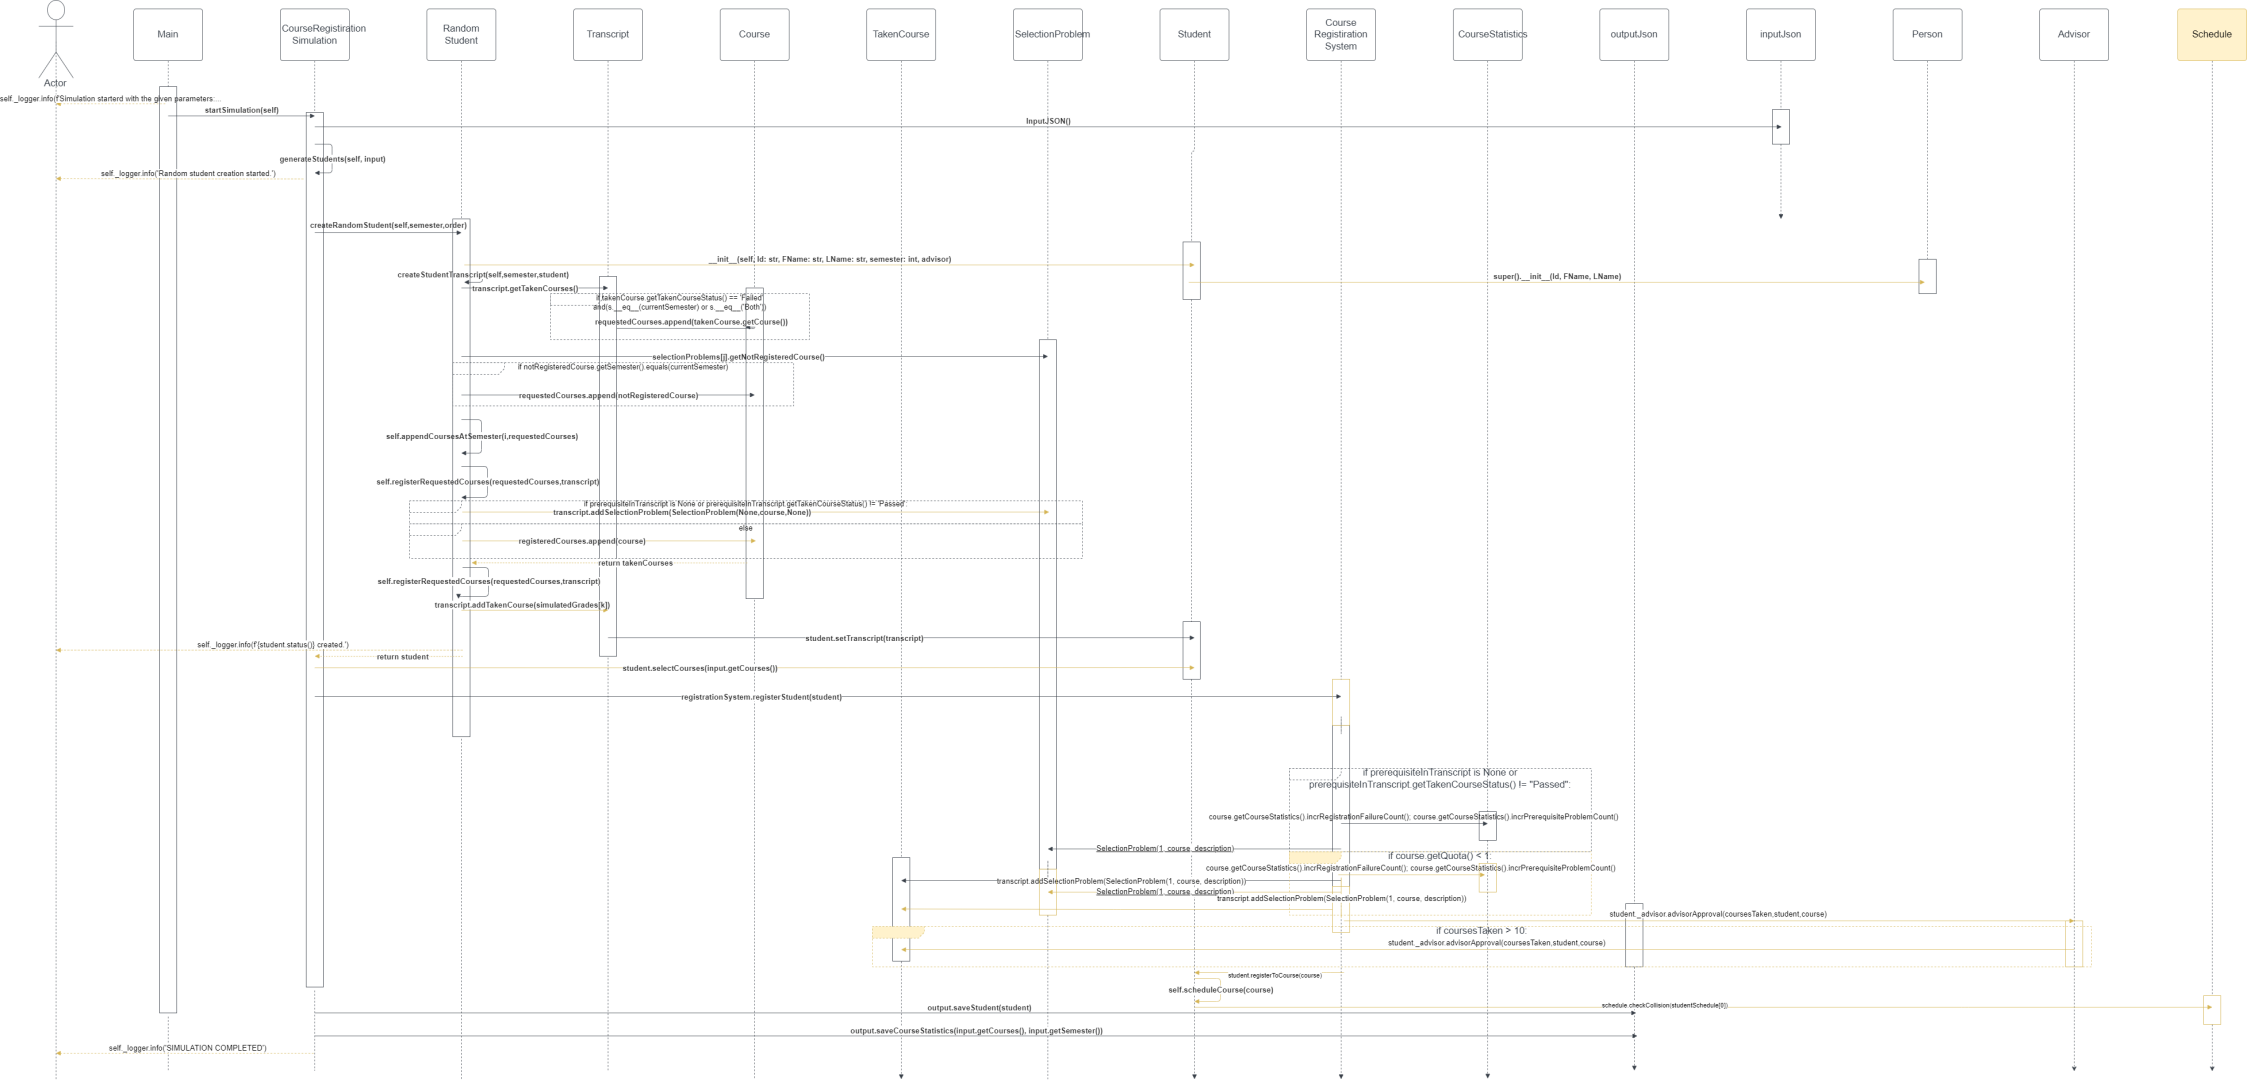 Actor
Main
CourseRegistiration
Simulation
Random
Student
Transcript
Course
TakenCourse
SelectionProblem
Student
Course
Registiration
System
CourseStatistics
outputJson
inputJson
Person
Advisor
Schedule
self._logger.info(f'Simulation starterd with the given parameters:...
startSimulation(self)
InputJSON()
generateStudents(self, input)
self._logger.info('Random student creation started.')
createRandomStudent(self,semester,order)
__init__(self, Id: str, FName: str, LName: str, semester: int, advisor)
createStudentTranscript(self,semester,student)
super().__init__(Id, FName, LName)
transcript.getTakenCourses()
if takenCourse.getTakenCourseStatus() == 'Failed'
and(s.__eq__(currentSemester) or s.__eq__('Both'))
requestedCourses.append(takenCourse.getCourse())
selectionProblems[j].getNotRegisteredCourse()
if notRegisteredCourse.getSemester().equals(currentSemester)
requestedCourses.append(notRegisteredCourse)
self.appendCoursesAtSemester(i,requestedCourses)
self.registerRequestedCourses(requestedCourses,transcript)
if prerequisiteInTranscript is None or prerequisiteInTranscript.getTakenCourseStatus() != 'Passed':
transcript.addSelectionProblem(SelectionProblem(None,course,None))
else
registeredCourses.append(course)
return takenCourses
self.registerRequestedCourses(requestedCourses,transcript)
transcript.addTakenCourse(simulatedGrades[k])
student.setTranscript(transcript)
self._logger.info(f'{student.status()} created.')
return student
student.selectCourses(input.getCourses())
registrationSystem.registerStudent(student)
if prerequisiteInTranscript is None or
prerequisiteInTranscript.getTakenCourseStatus() != "Passed":
course.getCourseStatistics().incrRegistrationFailureCount(); course.getCourseStatistics().incrPrerequisiteProblemCount()
SelectionProblem(1, course, description)
if course.getQuota() < 1:
course.getCourseStatistics().incrRegistrationFailureCount(); course.getCourseStatistics().incrPrerequisiteProblemCount()
transcript.addSelectionProblem(SelectionProblem(1, course, description))
SelectionProblem(1, course, description)
transcript.addSelectionProblem(SelectionProblem(1, course, description))
student._advisor.advisorApproval(coursesTaken,student,course)
if coursesTaken > 10:
student._advisor.advisorApproval(coursesTaken,student,course)
student.registerToCourse(course)
self.scheduleCourse(course)
schedule.checkCollision(studentSchedule[0])
output.saveStudent(student)
output.saveCourseStatistics(input.getCourses(), input.getSemester())
self._logger.info('SIMULATION COMPLETED')